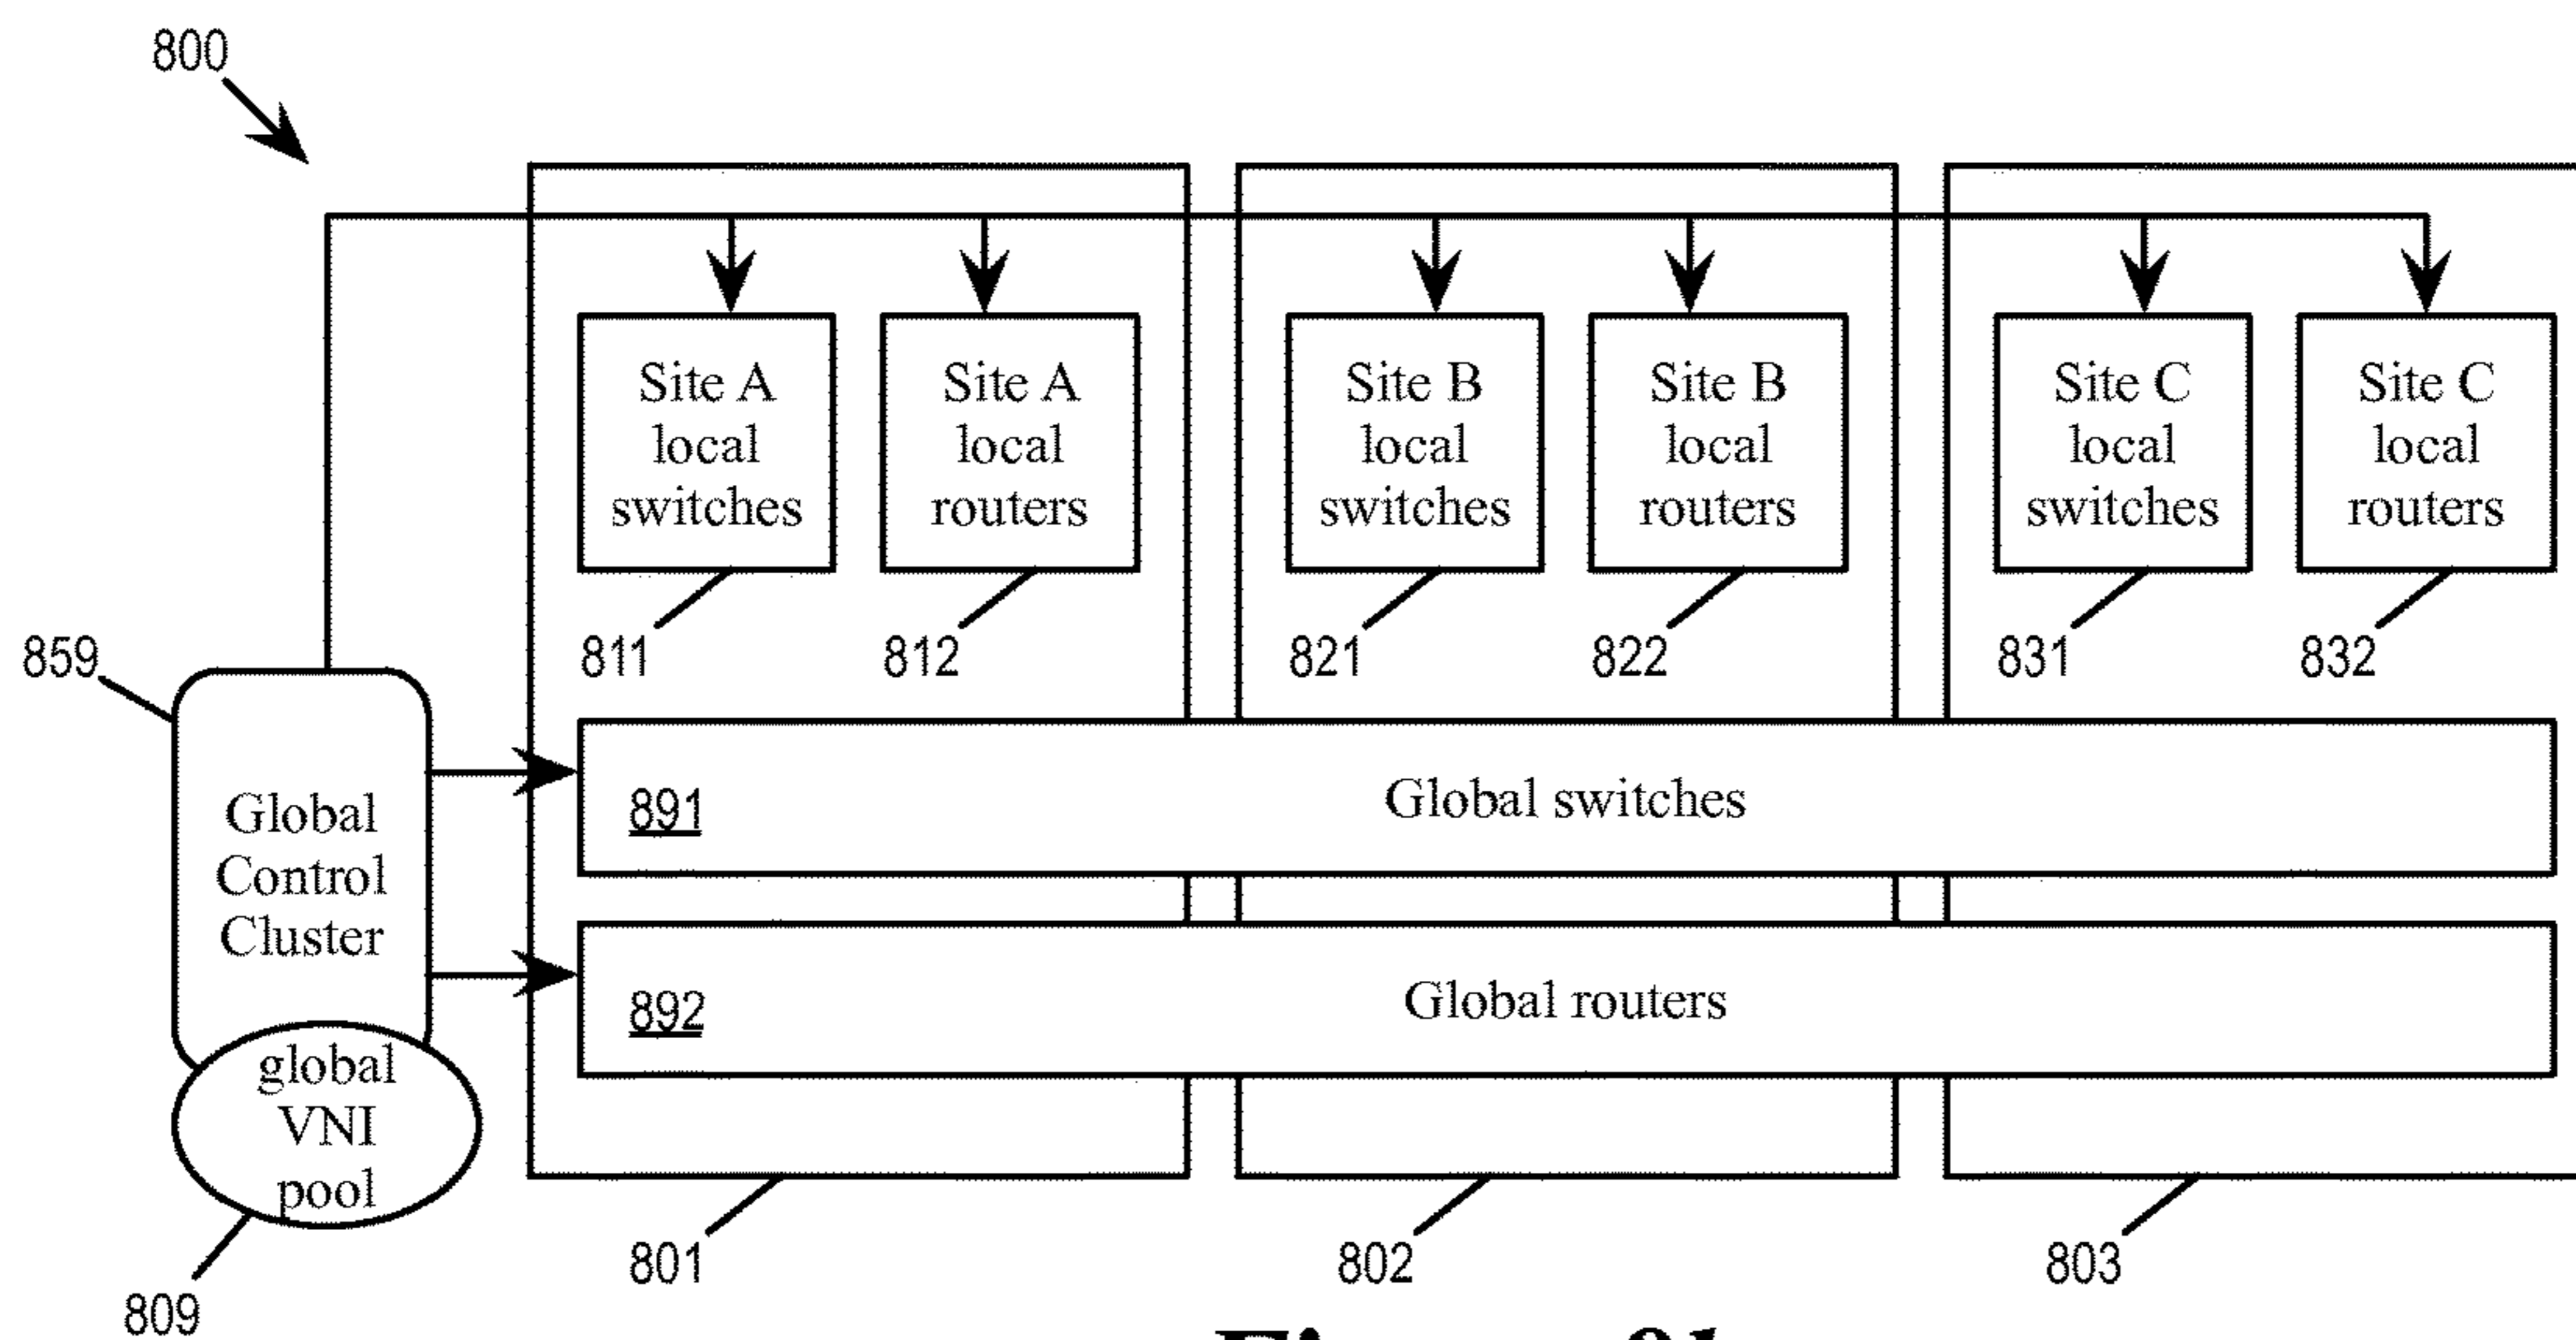 800
Site A
local
switches
Site A
local
routers
Site B
local
switches
Site B
local
routers
Site C
local
switches
Site C
local
routers
859
811
812
821
822
831
832
Global
Control
Cluster
891
Global switches
892
Global routers
global
VNI
pool
801
802
803
809